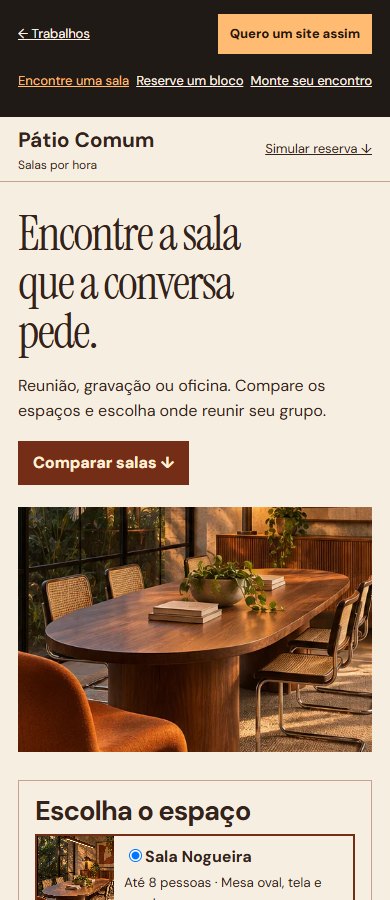 ← Trabalhos
Quero um site assim
Encontre uma sala Reserve um bloco Monte seu encontro
Pátio Comum
Salas por hora
Simular reserva ↓
Encontre a sala
que a conversa
pede.
Reunião, gravação ou oficina. Compare os
espaços e escolha onde reunir seu grupo.
Comparar salas ↓
Escolha o espaço
Sala Nogueira
Até 8 pessoas · Mesa oval, tela e